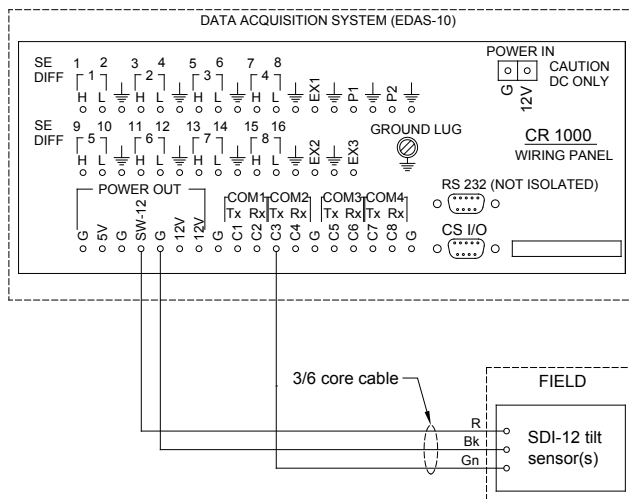 DATA ACQUISITION SYSTEM (EDAS-10)
POWER IN
SE 1 2 3 4 5 6 7 8
DIFF 1 2 3 4
H L H L H L H L EX1 P1 P2
G 12V
CAUTION
DC ONLY
SE 9 10 11 12 13 14 15 16
DIFF 5 6 7 8
H L H L H L H L EX2 EX3
GROUND LUG
CR 1000
WIRING PANEL
POWER OUT
COM1 COM2 COM3 COM4
Tx Rx Tx Rx Tx Rx Tx Rx
G 5V G SW-12 G 12V 12V G C1 C2 C3 C4 G C5 C6 C7 C8 G
RS 232 (NOT ISOLATED)
CS I/O
3/6 core cable
FIELD
R
Bk
Gn
SDI-12 tilt
sensor(s)